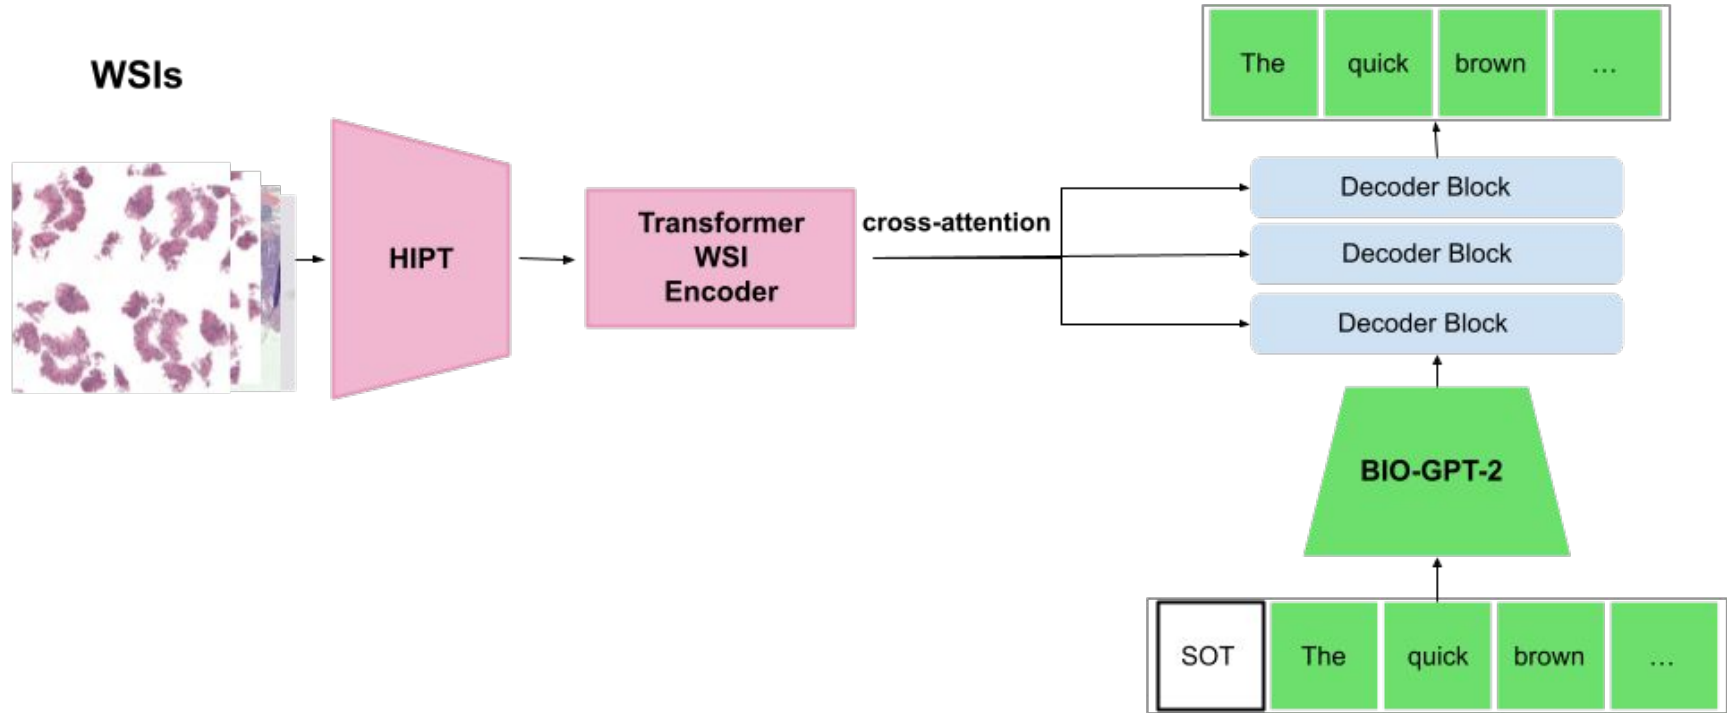 WSIs
HIPT
Transformer
WSI
Encoder
cross-attention
The quick brown ...
Decoder Block
Decoder Block
Decoder Block
BIO-GPT-2
SOT The quick brown ...